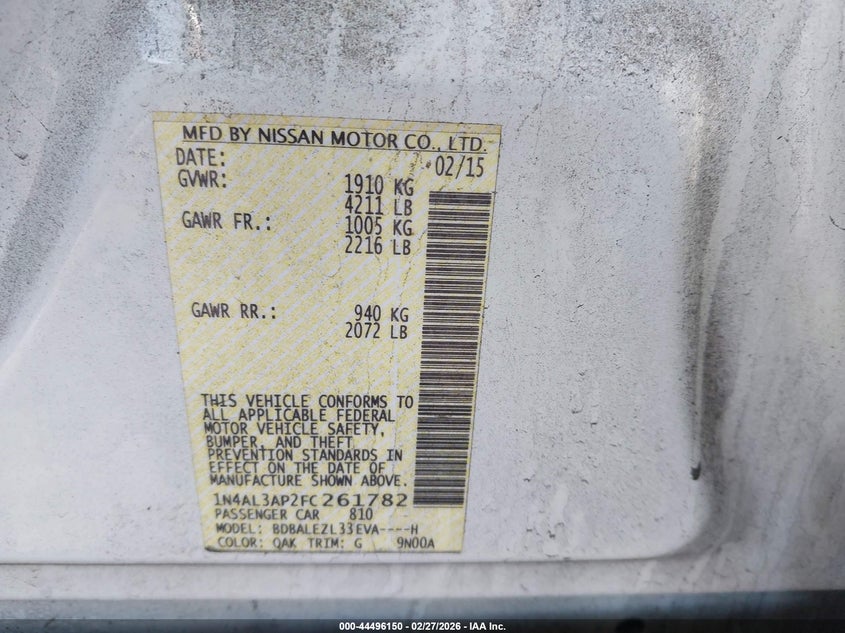 MFD BY NISSAN MOTOR CO., LTD.
DATE: 02/15
GVWR: 1910 KG
4211 LB
GAWR FR.: 1005 KG
2216 LB
GAWR RR.: 940 KG
2072 LB
THIS VEHICLE CONFORMS TO
ALL APPLICABLE FEDERAL
MOTOR VEHICLE SAFETY,
BUMPER, AND THEFT
PREVENTION STANDARDS IN
EFFECT ON THE DATE OF
MANUFACTURE SHOWN ABOVE.
1N4AL3AP2FC261782
PASSENGER CAR 810
MODEL: BDBALEZL33EVA----H
COLOR: QAK TRIM: G 9N00A
000-44496150 - 02/27/2026 - IAA Inc.